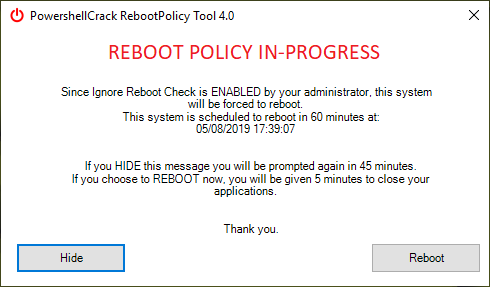 PowershellCrack RebootPolicy Tool 4.0
REBOOT POLICY IN-PROGRESS
Since Ignore Reboot Check is ENABLED by your administrator, this system
will be forced to reboot.
This system is scheduled to reboot in 60 minutes at:
05/08/2019 17:39:07
If you HIDE this message you will be prompted again in 45 minutes.
If you choose to REBOOT now, you will be given 5 minutes to close your
applications.
Thank you.
Hide
Reboot